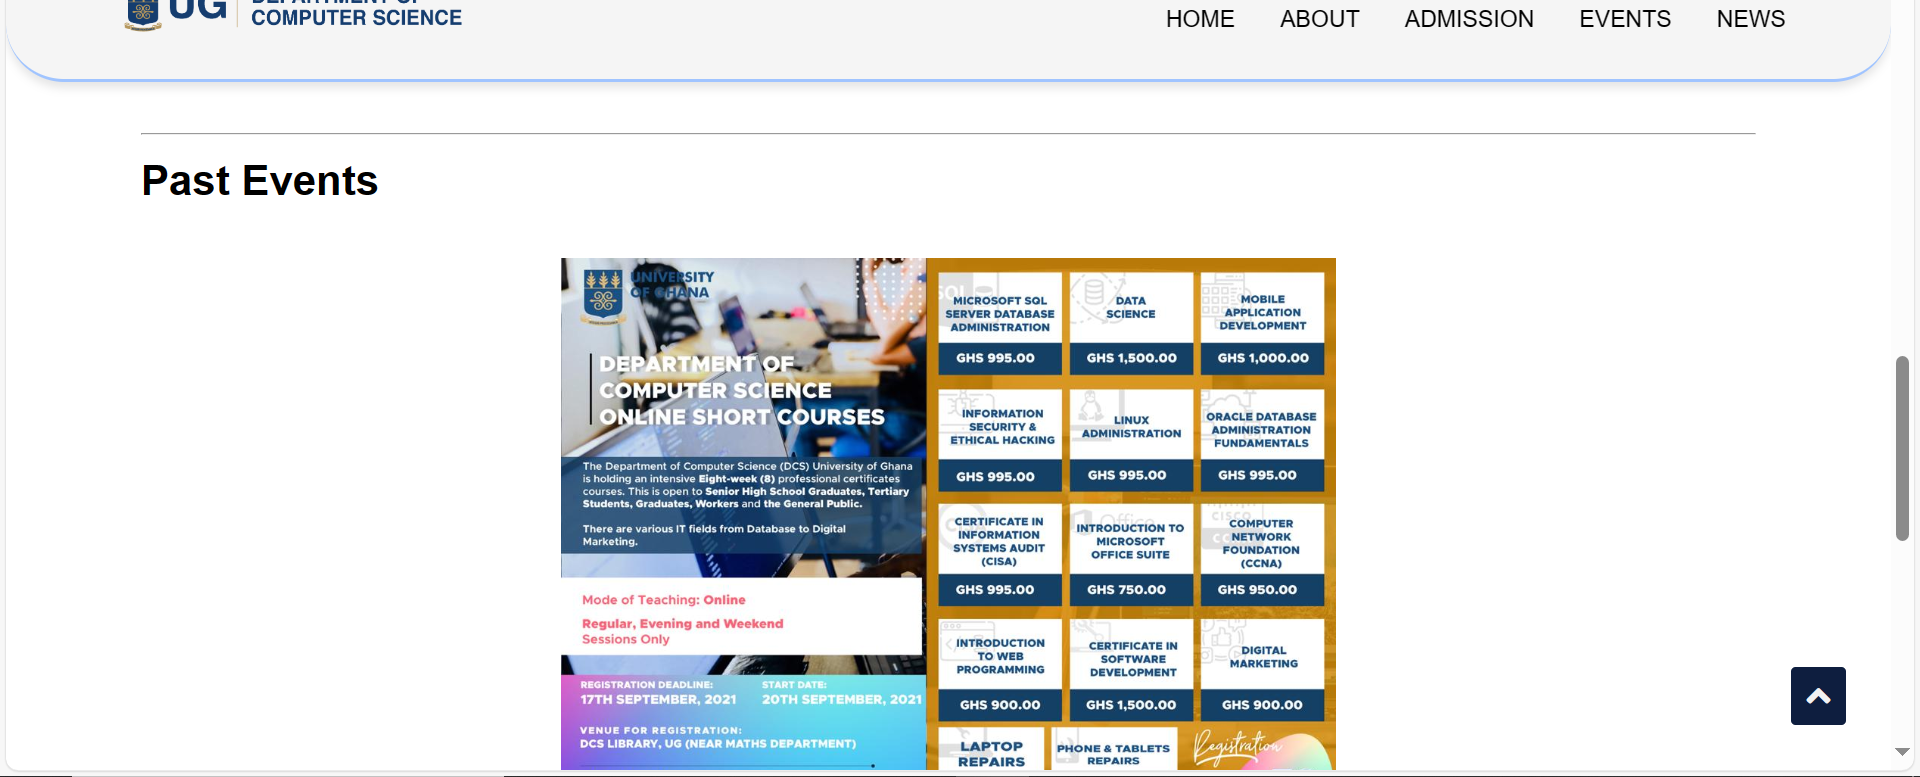 UG
DEPARTMENT OF
COMPUTER SCIENCE
HOME
ABOUT
ADMISSION
EVENTS
NEWS
Past Events
UNIVERSITY
OF GHANA
DEPARTMENT OF
COMPUTER SCIENCE
ONLINE SHORT COURSES
The Department of Computer Science (DCS) University of Ghana
is holding an intensive Eight-week (8) professional certificates
courses. This is open to Senior High School Graduates, Tertiary
Students, Graduates, Workers and the General Public.
There are various IT fields from Database to Digital
Marketing.
Mode of Teaching: Online
Regular, Evening and Weekend
Sessions Only
REGISTRATION DEADLINE:
17TH SEPTEMBER, 2021
START DATE:
20TH SEPTEMBER, 2021
VENUE FOR REGISTRATION:
DCS LIBRARY, UG (NEAR MATHS DEPARTMENT)
SQL
MICROSOFT SQL
SERVER DATABASE
ADMINISTRATION
GHS 995.00
DATA
SCIENCE
GHS 1,500.00
MOBILE
APPLICATION
DEVELOPMENT
GHS 1,000.00
INFORMATION
SECURITY &
ETHICAL HACKING
GHS 995.00
LINUX
ADMINISTRATION
GHS 995.00
ORACLE DATABASE
ADMINISTRATION
FUNDAMENTALS
GHS 995.00
CERTIFICATE IN
INFORMATION
SYSTEMS AUDIT
(CISA)
GHS 995.00
Office
INTRODUCTION TO
MICROSOFT
OFFICE SUITE
GHS 750.00
CISCO
CC
COMPUTER
NETWORK
FOUNDATION
(CCNA)
GHS 950.00
INTRODUCTION
TO WEB
PROGRAMMING
GHS 900.00
CERTIFICATE IN
SOFTWARE
DEVELOPMENT
GHS 1,500.00
DIGITAL
MARKETING
GHS 900.00
LAPTOP
REPAIRS
PHONE & TABLETS
REPAIRS
Registration